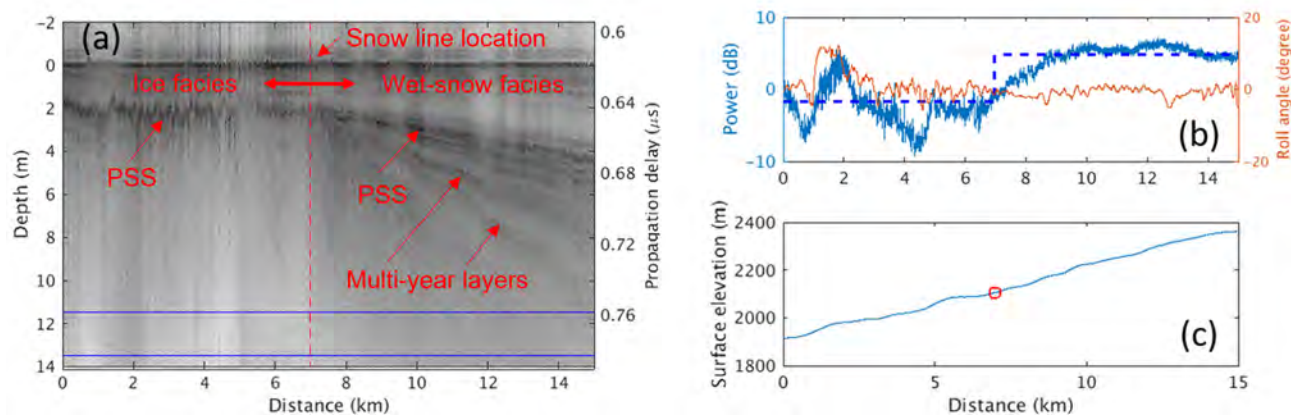 (a)
Snow line location
Ice facies
Wet-snow facies
PSS
PSS
Multi-year layers
Depth (m)
-2
0
2
4
6
8
10
12
14
0 2 4 6 8 10 12 14
Distance (km)
0.6
0.64
0.68
0.72
0.76
Propagation delay (μs)
(b)
Power (dB)
10
0
-10
0 2 4 6 8 10 12 14
Roll angle (degree)
20
0
-20
(c)
Surface elevation (m)
2400
2200
2000
1800
0 5 10 15
Distance (km)